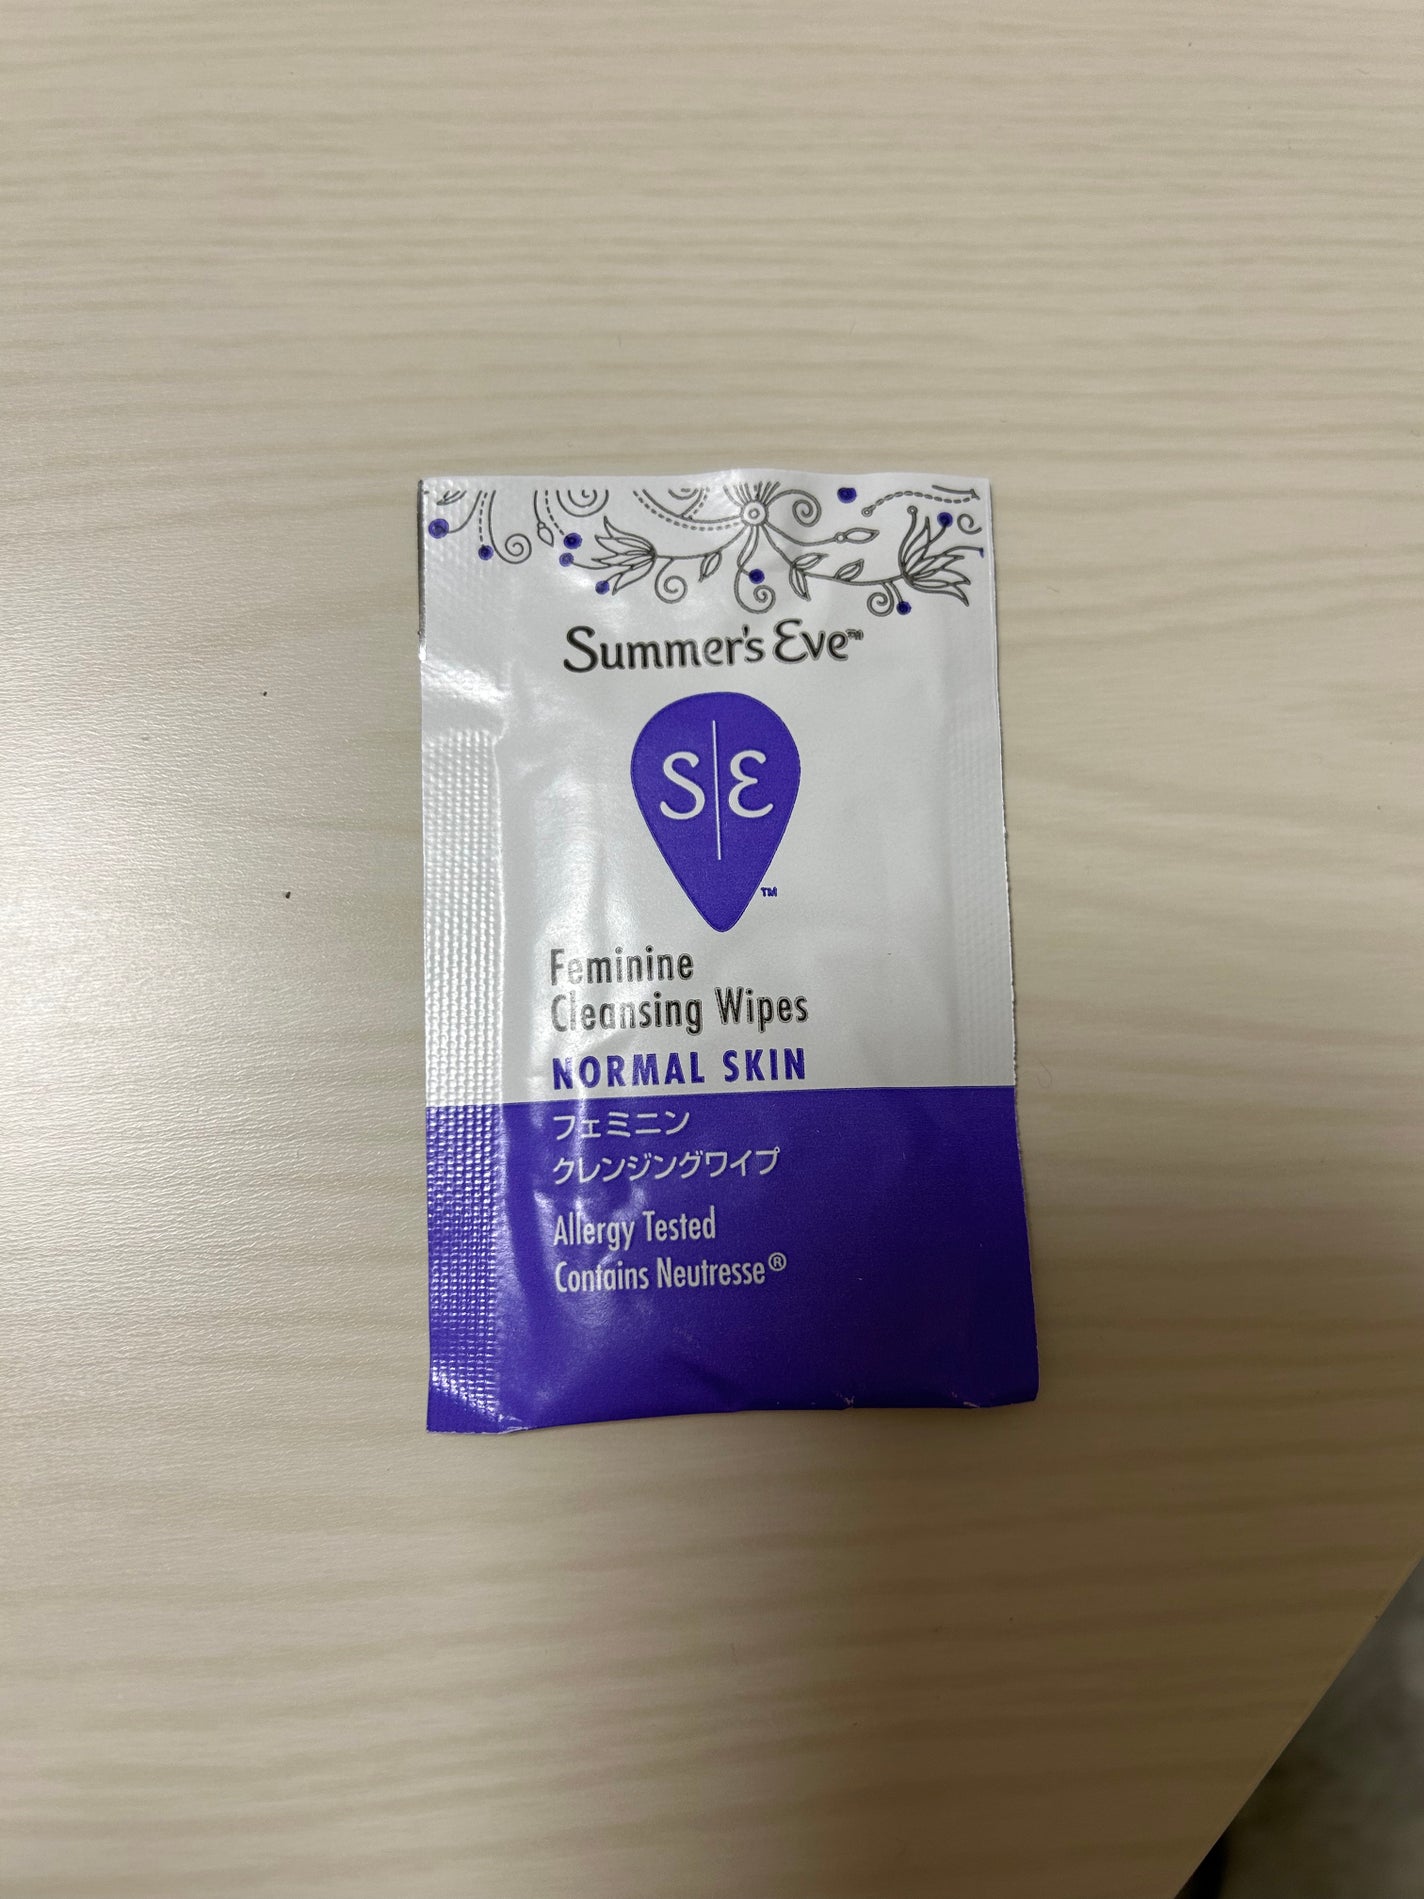 Summer's Eve™
S|E
™
Feminine
Cleansing Wipes
NORMAL SKIN
フェミニン
クレンジングワイプ
Allergy Tested
Contains Neutresse®